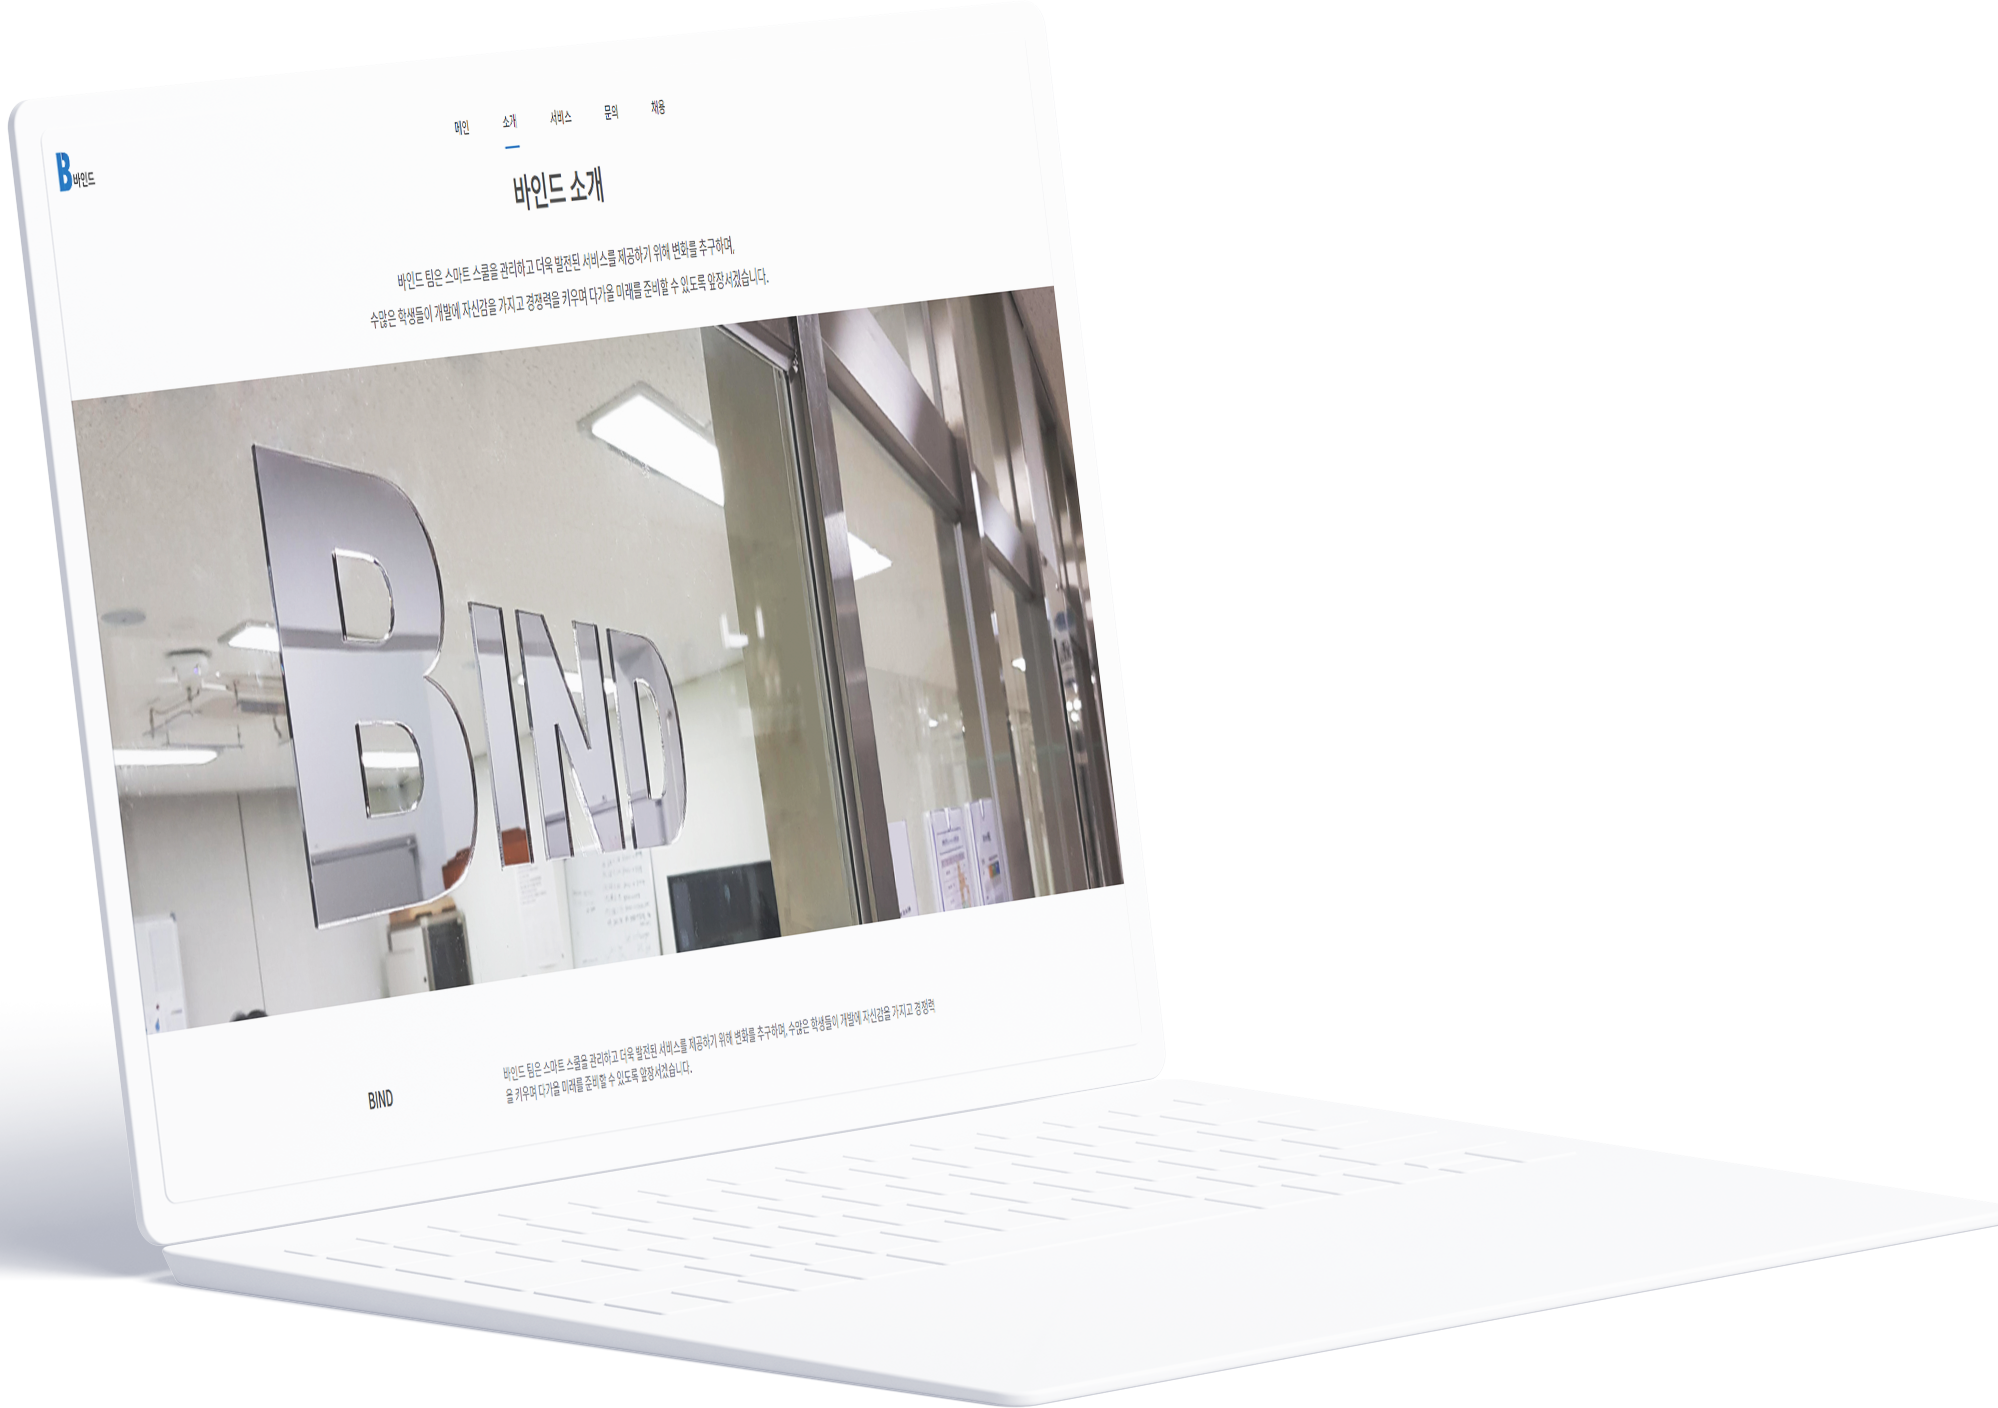 메인 소개 서비스 문의 채용
B 바인드
바인드 소개
바인드 팀은 스마트 스쿨을 관리하고 더욱 발전된 서비스를 제공하기 위해 변화를 추구하며,
수많은 학생들이 개발에 자신감을 가지고 경쟁력을 키우며 다가올 미래를 준비할 수 있도록 앞장서겠습니다.
BIND
BIND
바인드 팀은 스마트 스쿨을 관리하고 더욱 발전된 서비스를 제공하기 위해 변화를 추구하며, 수많은 학생들이 개발에 자신감을 가지고 경쟁력
을 키우며 다가올 미래를 준비할 수 있도록 앞장서겠습니다.